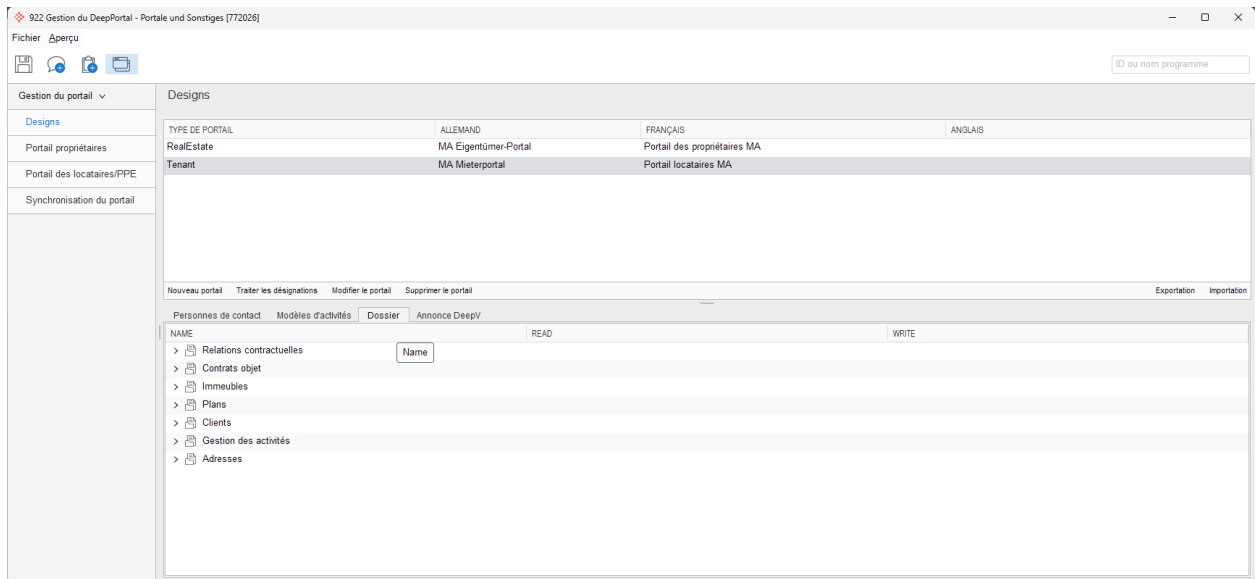 922 Gestion du DeepPortal - Portale und Sonstiges [772026]
Fichier Aperçu
ID ou nom programme
Gestion du portail
Designs
Portail propriétaires
Portail des locataires/PPE
Synchronisation du portail
Designs
TYPE DE PORTAIL ALLEMAND FRANÇAIS ANGLAIS
RealEstate MA Eigentümer-Portal Portail des propriétaires MA
Tenant MA Mieterportal Portail locataires MA
Nouveau portail Traiter les désignations Modifier le portail Supprimer le portail Exportation Importation
Personnes de contact Modèles d'activités Dossier Annonce DeepV
NAME READ WRITE
Relations contractuelles
Name
Contrats objet
Immeubles
Plans
Clients
Gestion des activités
Adresses